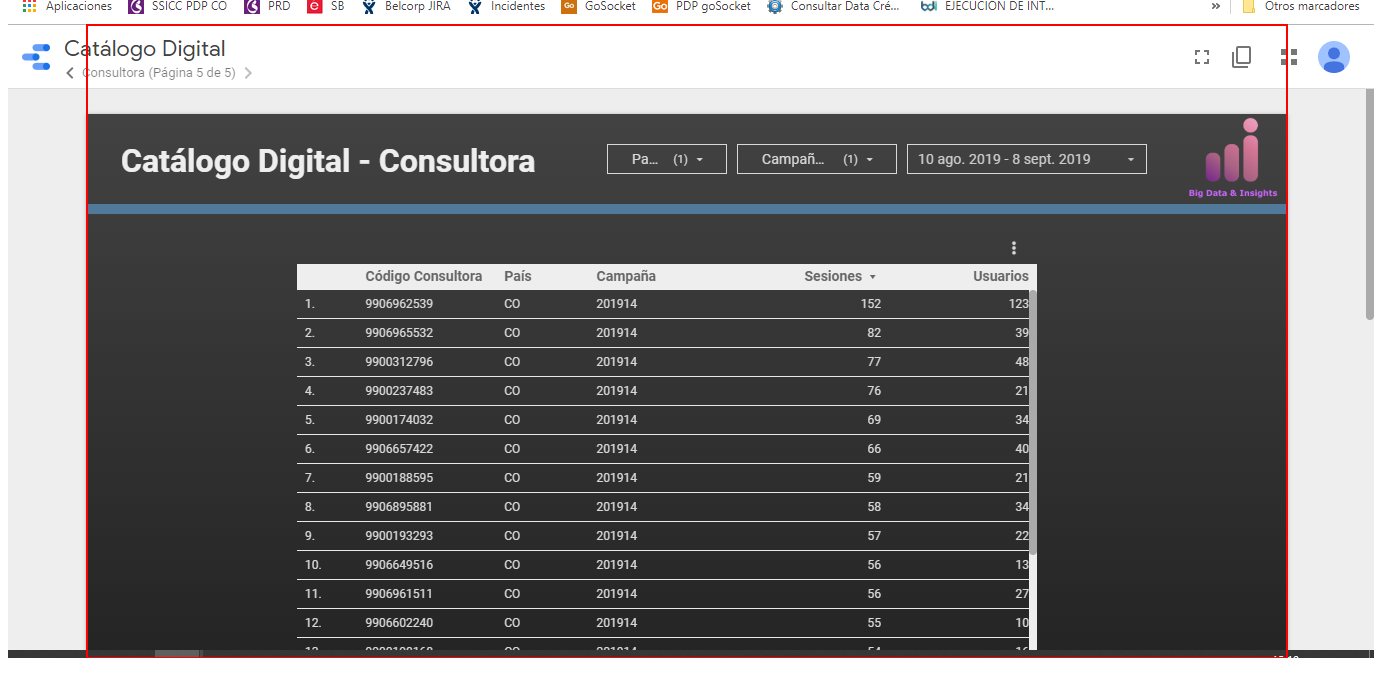 Aplicaciones SSICC PDP CO PRD SB Belcorp JIRA Incidentes GoSocket PDP goSocket Consultar Data Cré... EJECUCION DE INT... » Otros marcadores
Catálogo Digital
Consultora (Página 5 de 5)
Catálogo Digital - Consultora Pa... (1) Campañ... (1) 10 ago. 2019 - 8 sept. 2019
Big Data & Insights
Código Consultora País Campaña Sesiones Usuarios
1. 9906962539 CO 201914 152 123
2. 9906965532 CO 201914 82 39
3. 9900312796 CO 201914 77 48
4. 9900237483 CO 201914 76 21
5. 9900174032 CO 201914 69 34
6. 9906657422 CO 201914 66 40
7. 9900188595 CO 201914 59 21
8. 9906895881 CO 201914 58 34
9. 9900193293 CO 201914 57 22
10. 9906649516 CO 201914 56 13
11. 9906961511 CO 201914 56 27
12. 9906602240 CO 201914 55 10